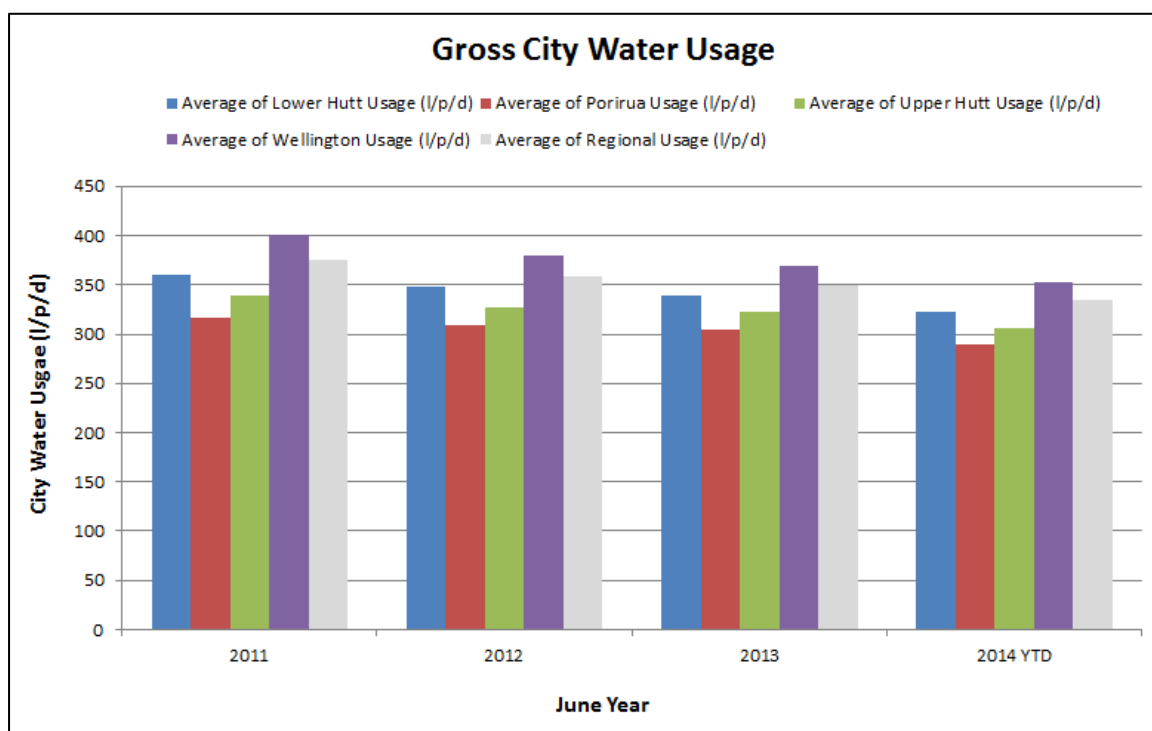 Gross City Water Usage
Average of Lower Hutt Usage (l/p/d) Average of Porirua Usage (l/p/d) Average of Upper Hutt Usage (l/p/d)
Average of Wellington Usage (l/p/d) Average of Regional Usage (l/p/d)
450
400
350
300
250
200
150
100
50
0
City Water Usgae (l/p/d)
2011 2012 2013 2014 YTD
June Year